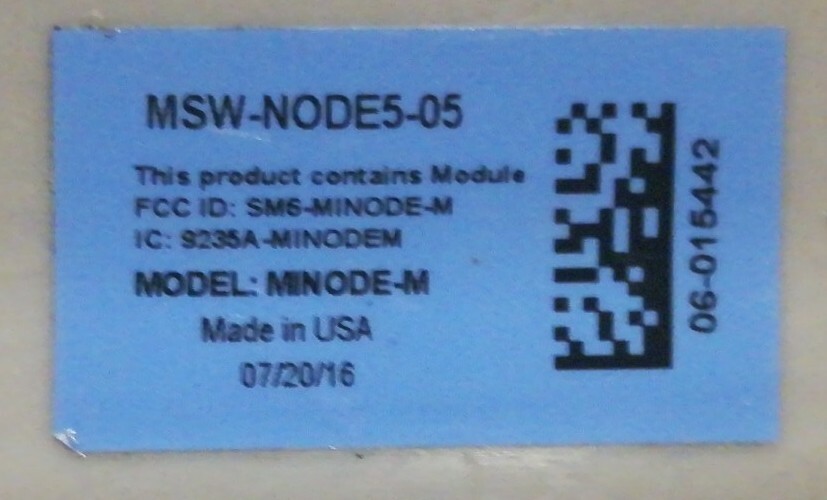 MSW-NODE5-05
This product contains Module
FCC ID: SM6-MINODE-M
IC: 9235A-MINODEM
MODEL: MINODE-M
Made in USA
07/20/16
06-015442